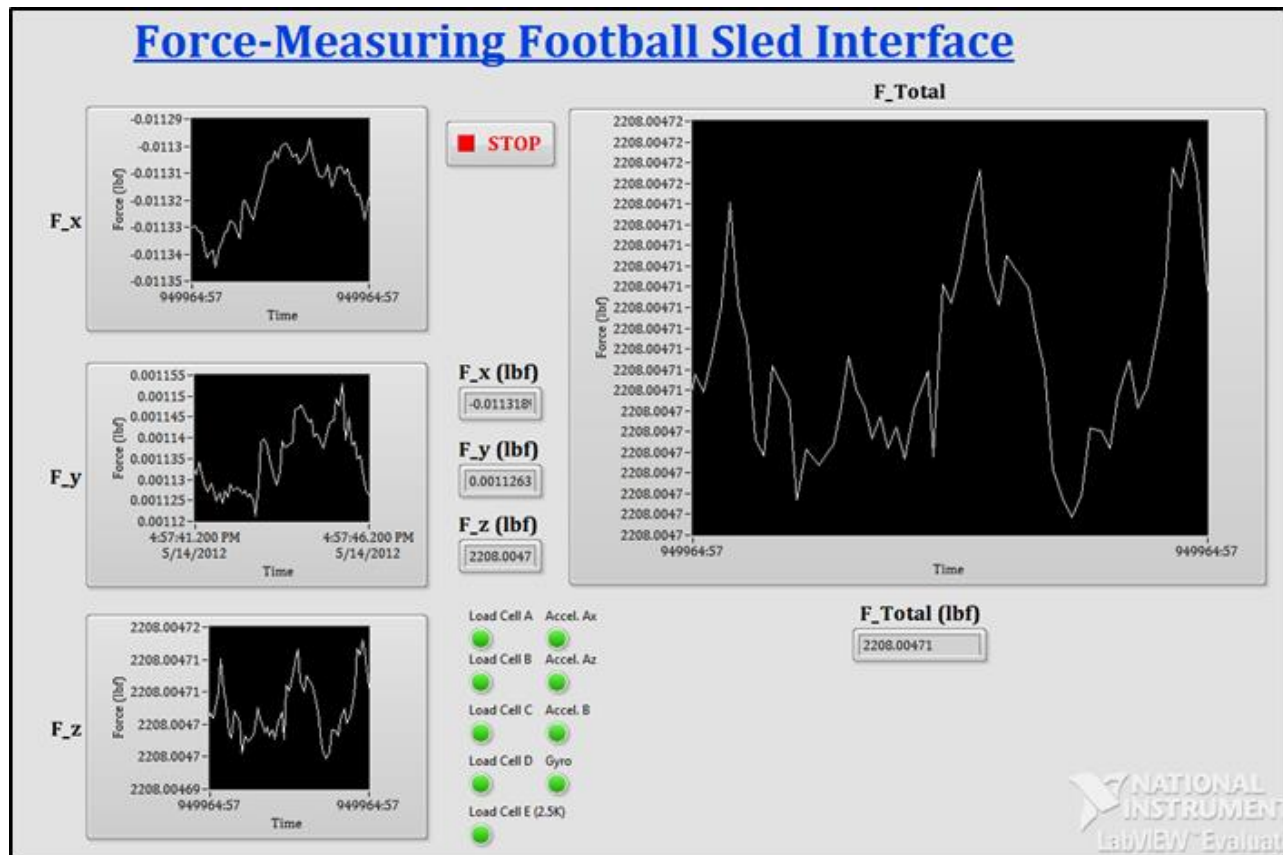 Force-Measuring Football Sled Interface
F_x
-0.01129
-0.0113
-0.01131
-0.01132
-0.01133
-0.01134
-0.01135
Force (lbf)
949964:57 949964:57
Time
STOP
F_Total
2208.00472
2208.00472
2208.00472
2208.00472
2208.00471
2208.00471
2208.00471
2208.00471
2208.00471
2208.00471
2208.00471
2208.00471
2208.00471
2208.00471
2208.0047
2208.0047
2208.0047
2208.0047
2208.0047
2208.0047
2208.0047
Force (lbf)
949964:57 949964:57
Time
F_y
0.001155
0.00115
0.001145
0.00114
0.001135
0.00113
0.001125
0.00112
Force (lbf)
4:57:41.200 PM 4:57:46.200 PM
5/14/2012 5/14/2012
Time
F_x (lbf)
-0.011318
F_y (lbf)
0.0011263
F_z (lbf)
2208.0047
F_z
2208.00472
2208.00471
2208.00471
2208.0047
2208.0047
2208.00469
Force (lbf)
949964:57 949964:57
Time
Load Cell A Accel. Ax
Load Cell B Accel. Az
Load Cell C Accel. B
Load Cell D Gyro
Load Cell E (2.5K)
F_Total (lbf)
2208.00471
NATIONAL
INSTRUMENT
LabVIEW™ Evaluat